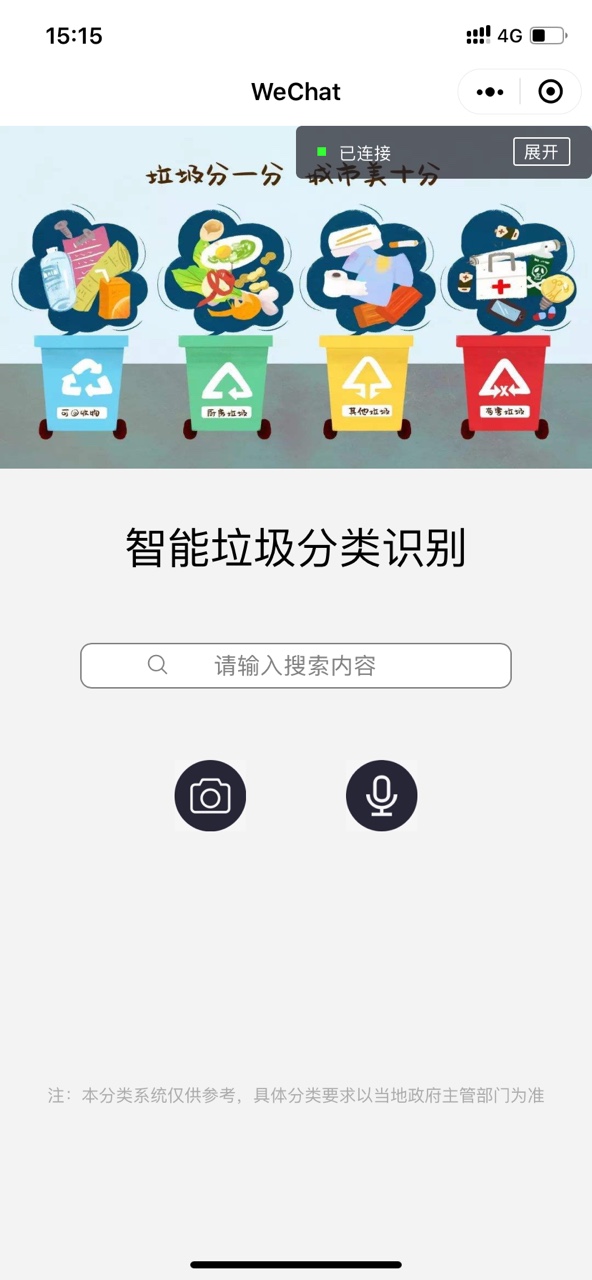 15:15
4G
WeChat
已连接
展开
垃圾分一分 城市美十分
可回收物
厨房垃圾
其他垃圾
有害垃圾
智能垃圾分类识别
请输入搜索内容
注：本分类系统仅供参考，具体分类要求以当地政府主管部门为准